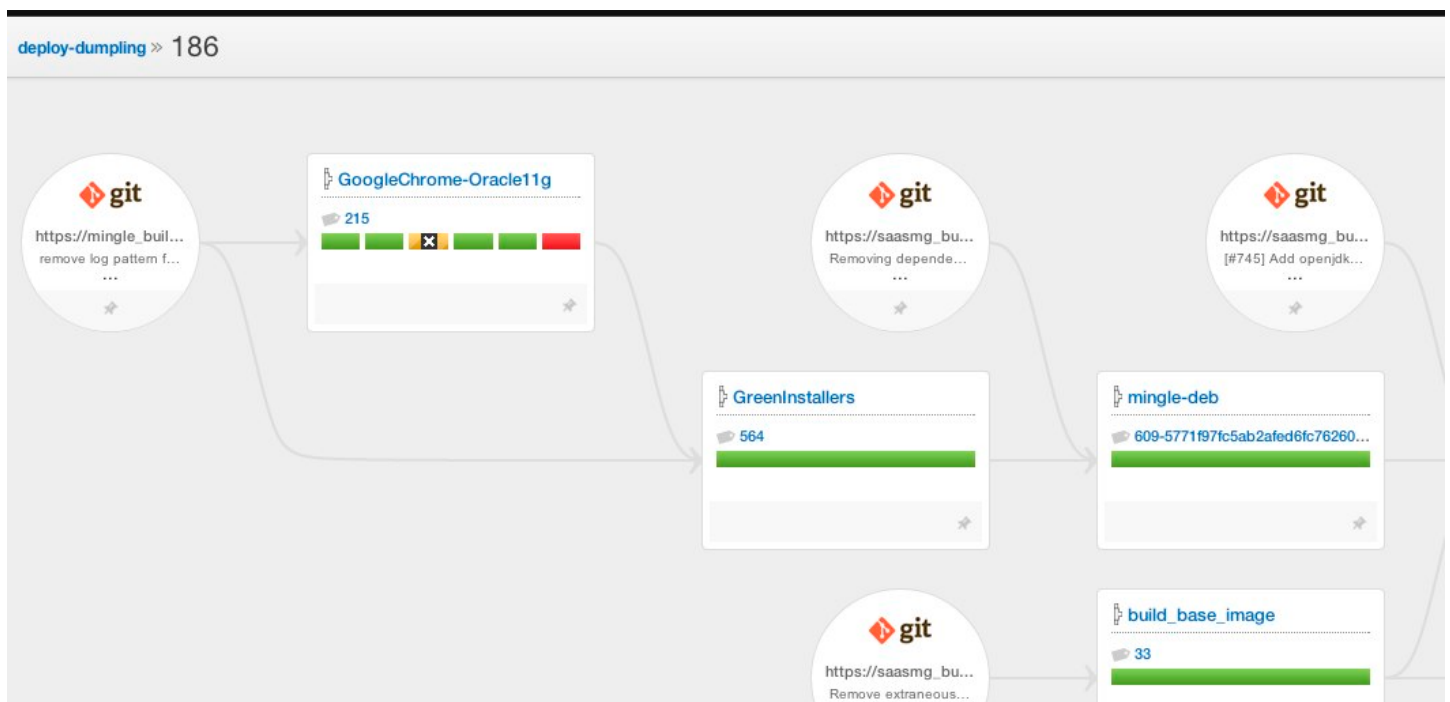 deploy-dumpling » 186
git
https://mingle_buil...
remove log pattern f...
...
GoogleChrome-Oracle11g
215
git
https://saasmg_bu...
Removing depende...
...
git
https://saasmg_bu...
[#745] Add openjdk...
...
GreenInstallers
564
mingle-deb
609-5771f97fc5ab2afed6fc76260...
git
https://saasmg_bu...
Remove extraneous...
build_base_image
33